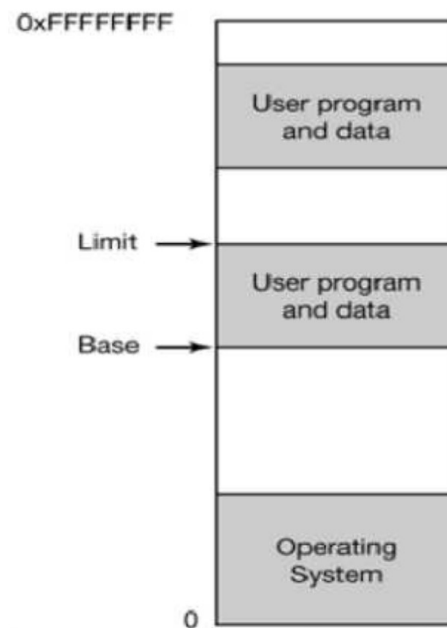 0xFFFFFFFF
User program
and data
Limit
User program
and data
Base
Operating
System
0